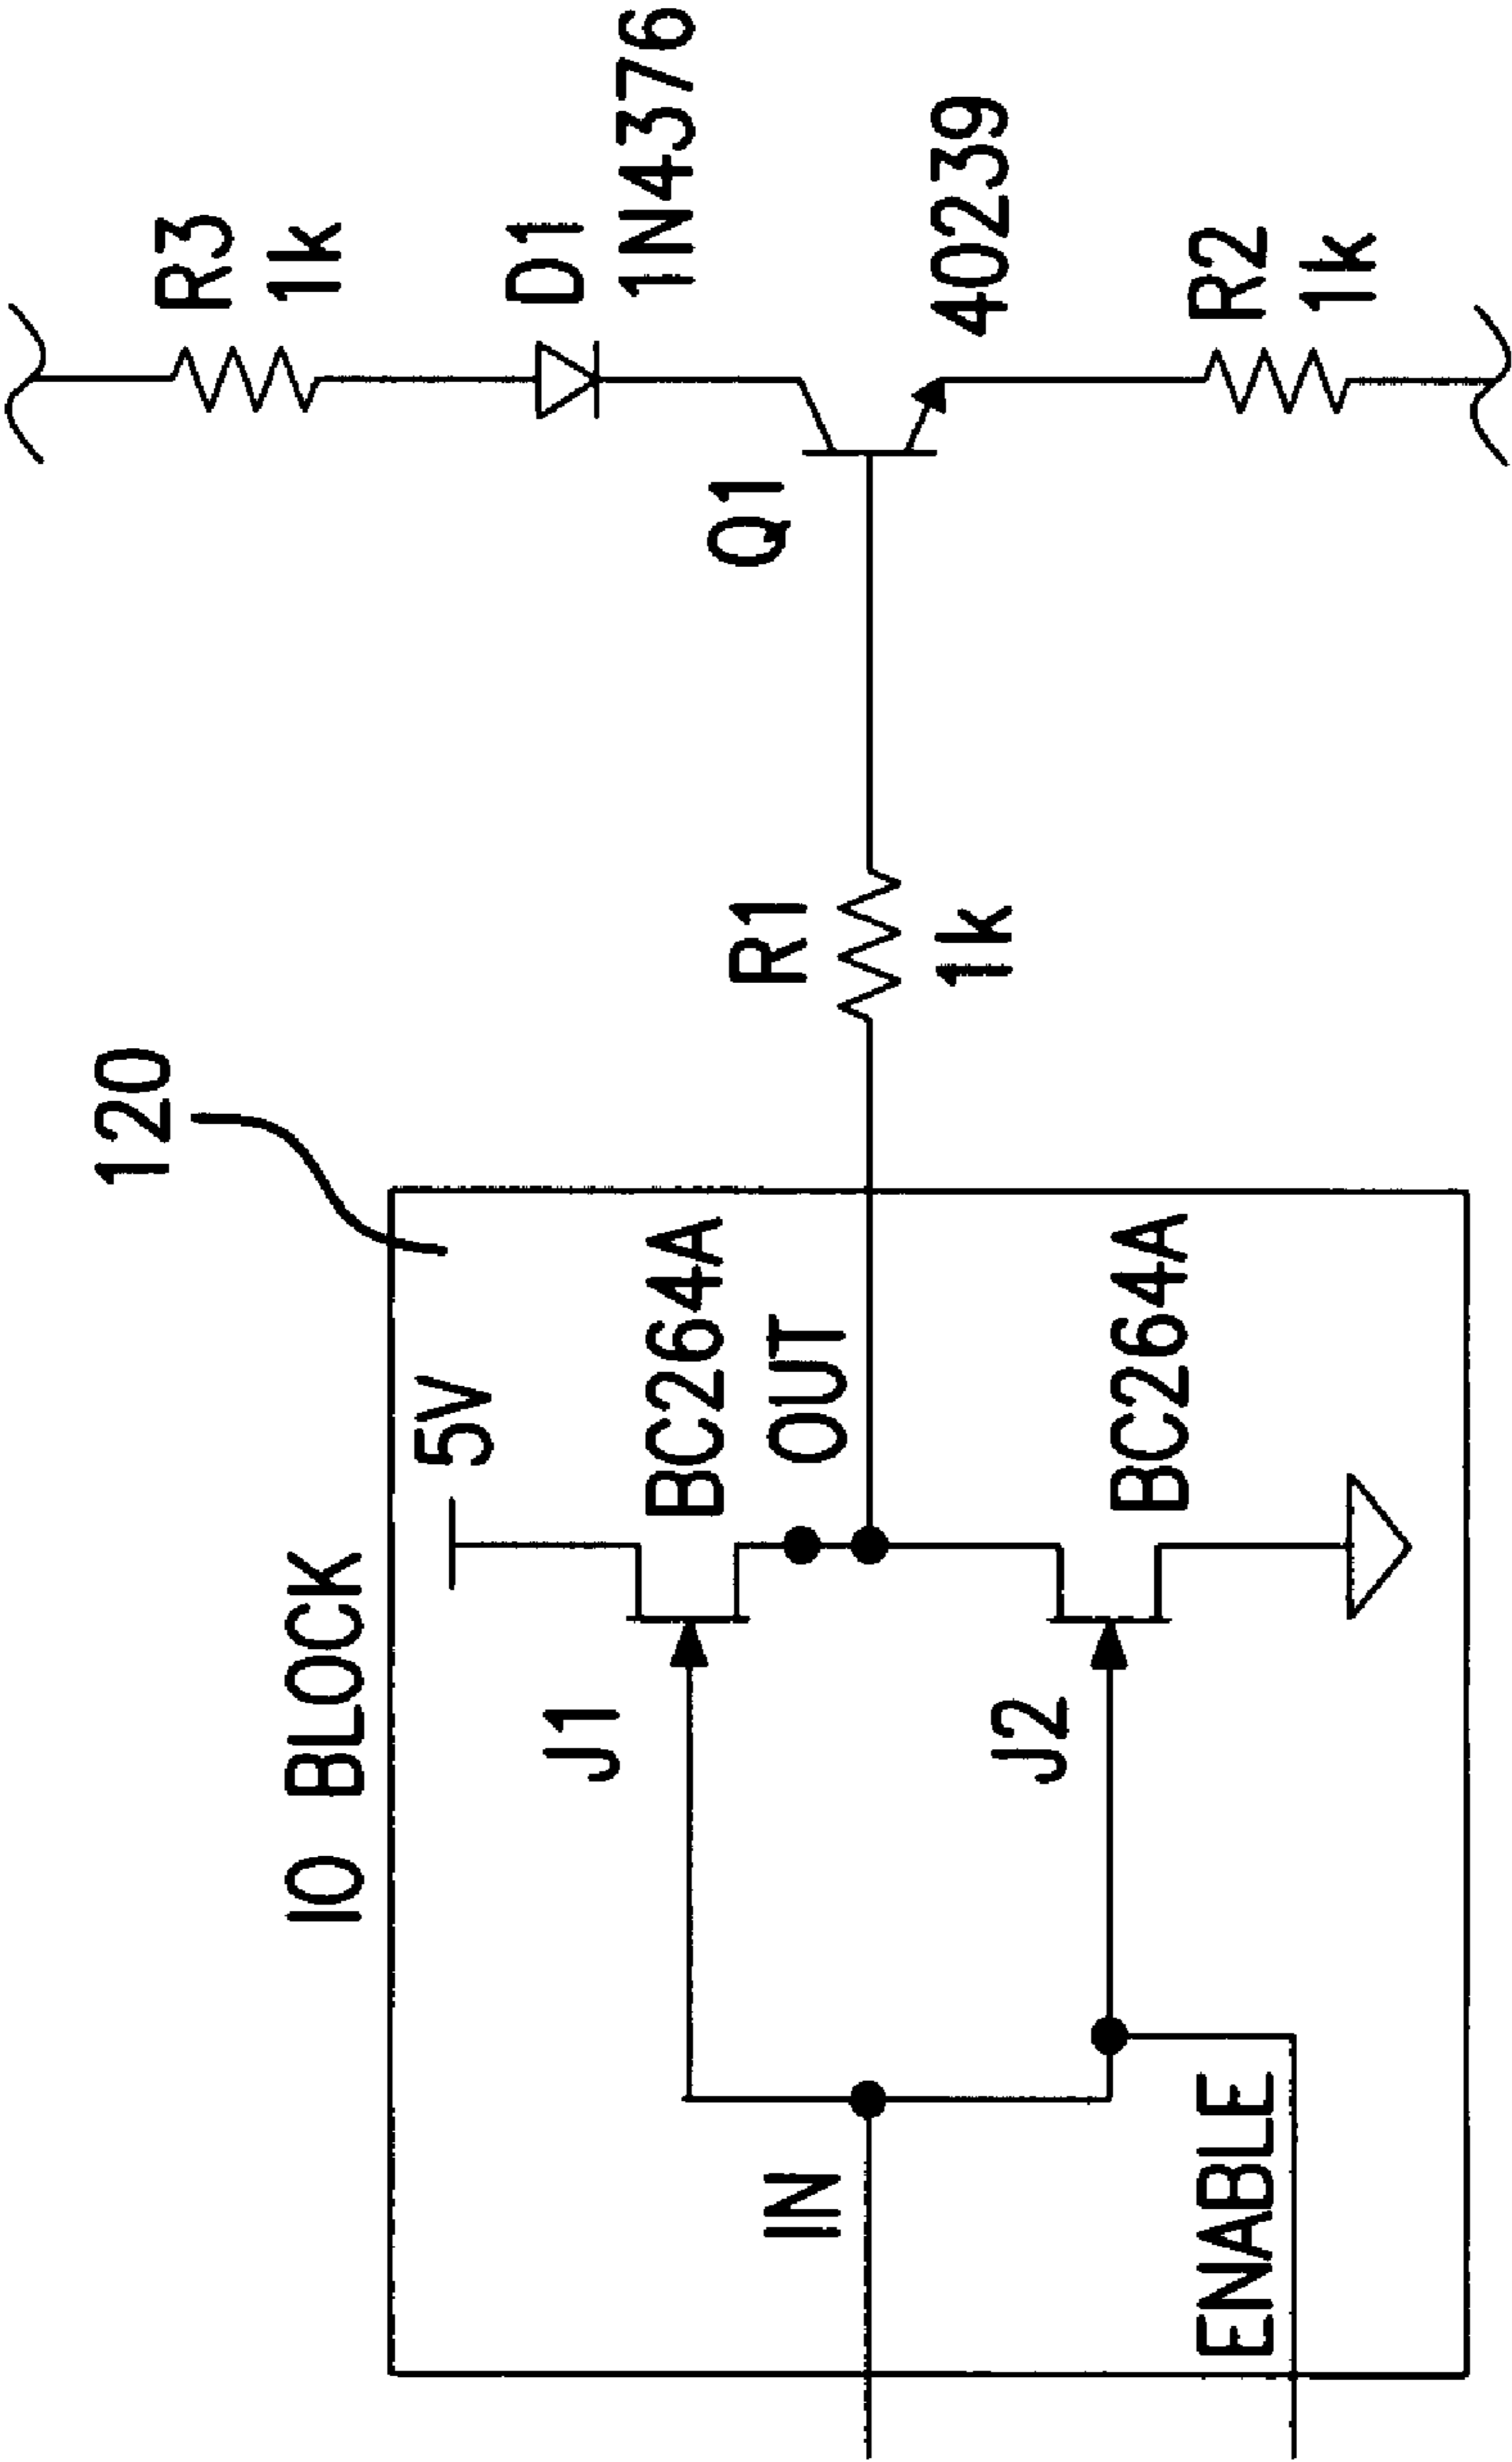 IO BLOCK
120
5V
J1
BC264A
OUT
IN
J2
BC264A
ENABLE
R1
1k
R3
1k
D1
1N4376
Q1
40239
R2
1k